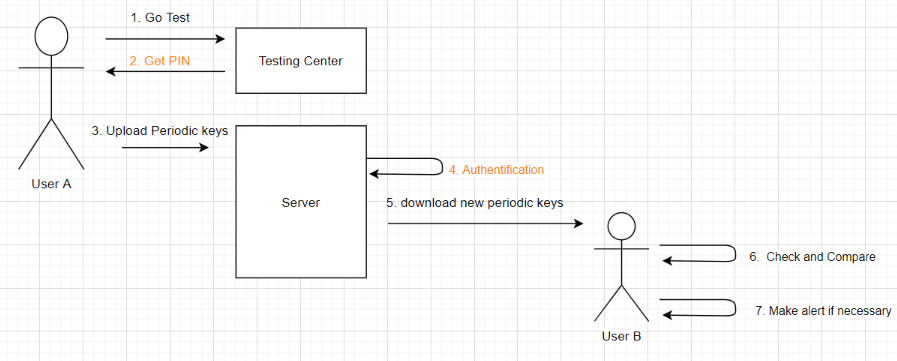 1. Go Test
2. Get PIN
Testing Center
3. Upload Periodic keys
User A
4. Authentification
Server
5. download new periodic keys
6. Check and Compare
7. Make alert if necessary
User B